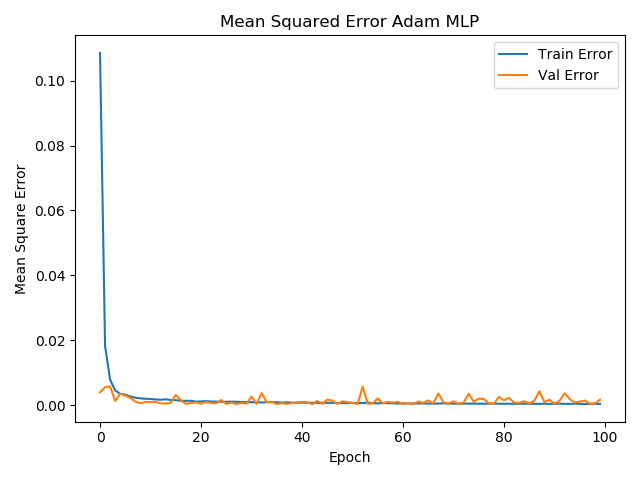 Mean Squared Error Adam MLP
Train Error
Val Error
Mean Square Error
0.10
0.08
0.06
0.04
0.02
0.00
0 20 40 60 80 100
Epoch